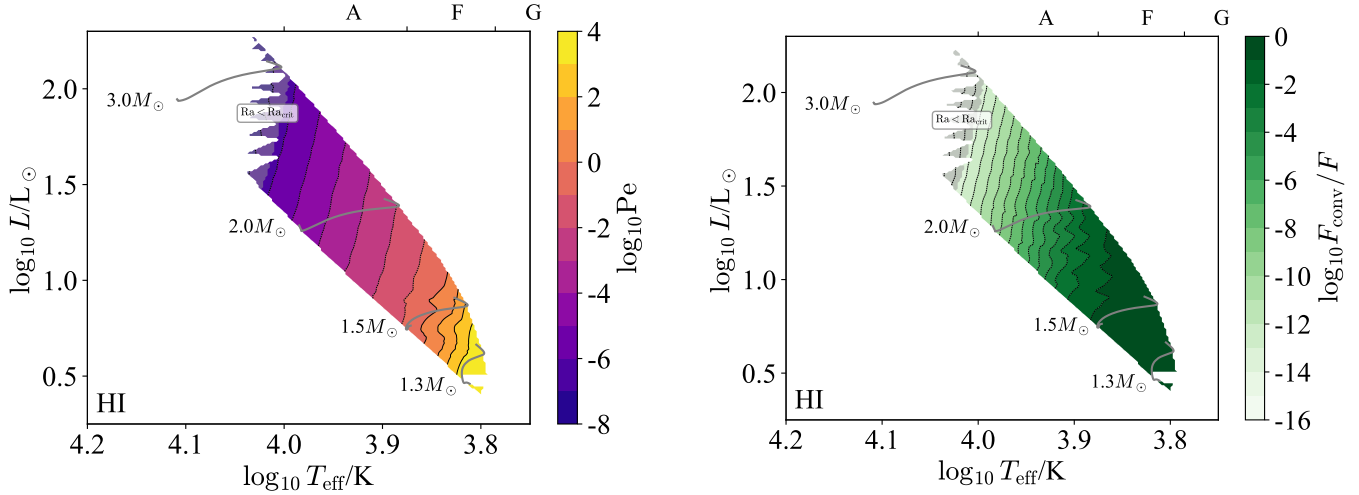 A F G
2.0
1.5
1.0
0.5
log₁₀ L/L⊙
3.0M⊙
Ra < Ra_crit
2.0M⊙
1.5M⊙
1.3M⊙
HI
4.2 4.1 4.0 3.9 3.8
log₁₀ T_eff/K
4
2
0
-2
-4
-6
-8
log₁₀Pe
A F G
2.0
1.5
1.0
0.5
log₁₀ L/L⊙
3.0M⊙
Ra < Ra_crit
2.0M⊙
1.5M⊙
1.3M⊙
HI
4.2 4.1 4.0 3.9 3.8
log₁₀ T_eff/K
0
-2
-4
-6
-8
-10
-12
-14
-16
log₁₀F_conv/F